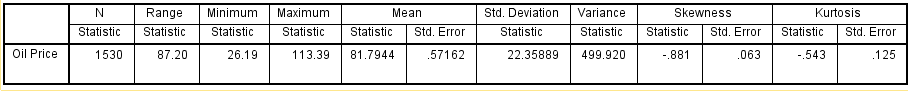 N Range Minimum Maximum Mean Std. Deviation Variance Skewness Kurtosis
Statistic Statistic Statistic Statistic Statistic Std. Error Statistic Statistic Statistic Std. Error Statistic Std. Error
Oil Price 1530 87.20 26.19 113.39 81.7944 .57162 22.35889 499.920 -.881 .063 -.543 .125